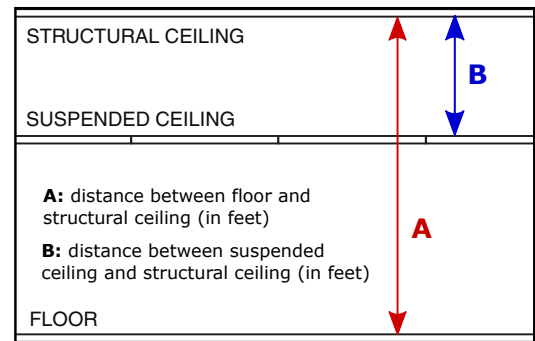 STRUCTURAL CEILING
B
SUSPENDED CEILING
A: distance between floor and
structural ceiling (in feet)
A
B: distance between suspended
ceiling and structural ceiling (in feet)
FLOOR